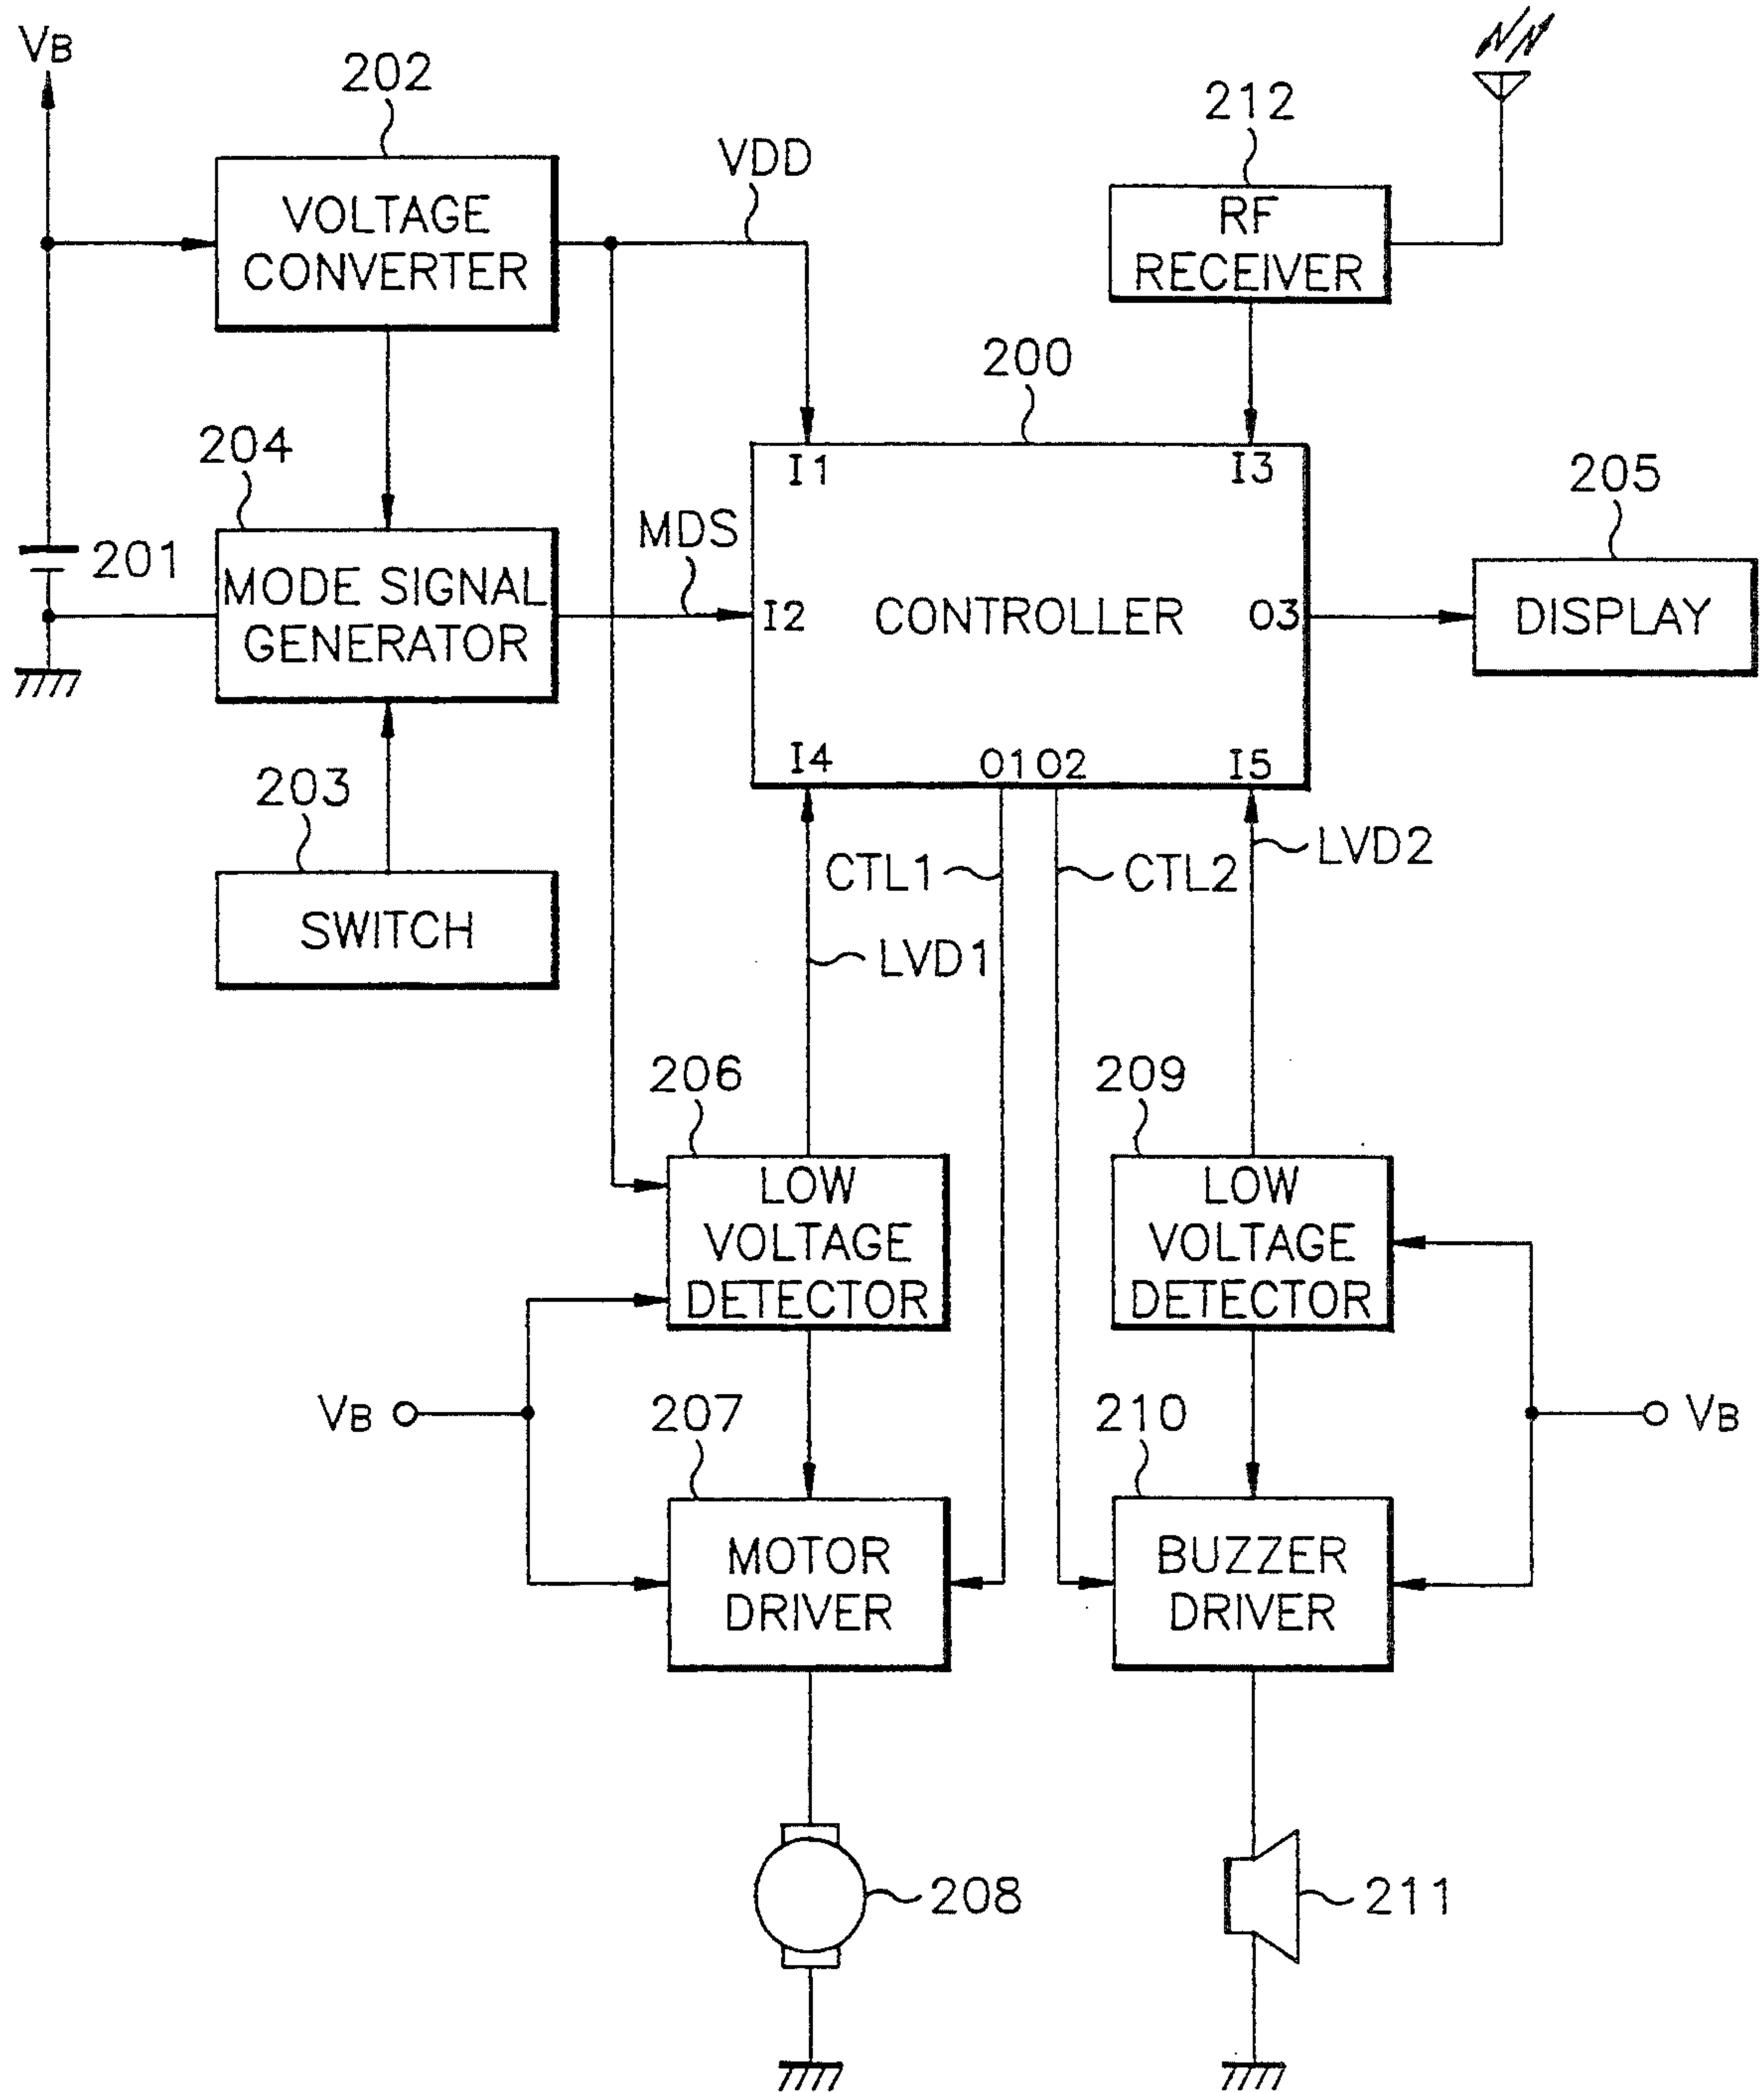 VB
202
212
VDD
VOLTAGE
CONVERTER
RF
RECEIVER
200
204
I1
I3
205
201
MDS
MODE SIGNAL
GENERATOR
I2
CONTROLLER
O3
DISPLAY
203
I4
O1
O2
I5
SWITCH
CTL1
CTL2
LVD2
LVD1
206
209
LOW
VOLTAGE
DETECTOR
LOW
VOLTAGE
DETECTOR
VB
207
210
VB
MOTOR
DRIVER
BUZZER
DRIVER
208
211